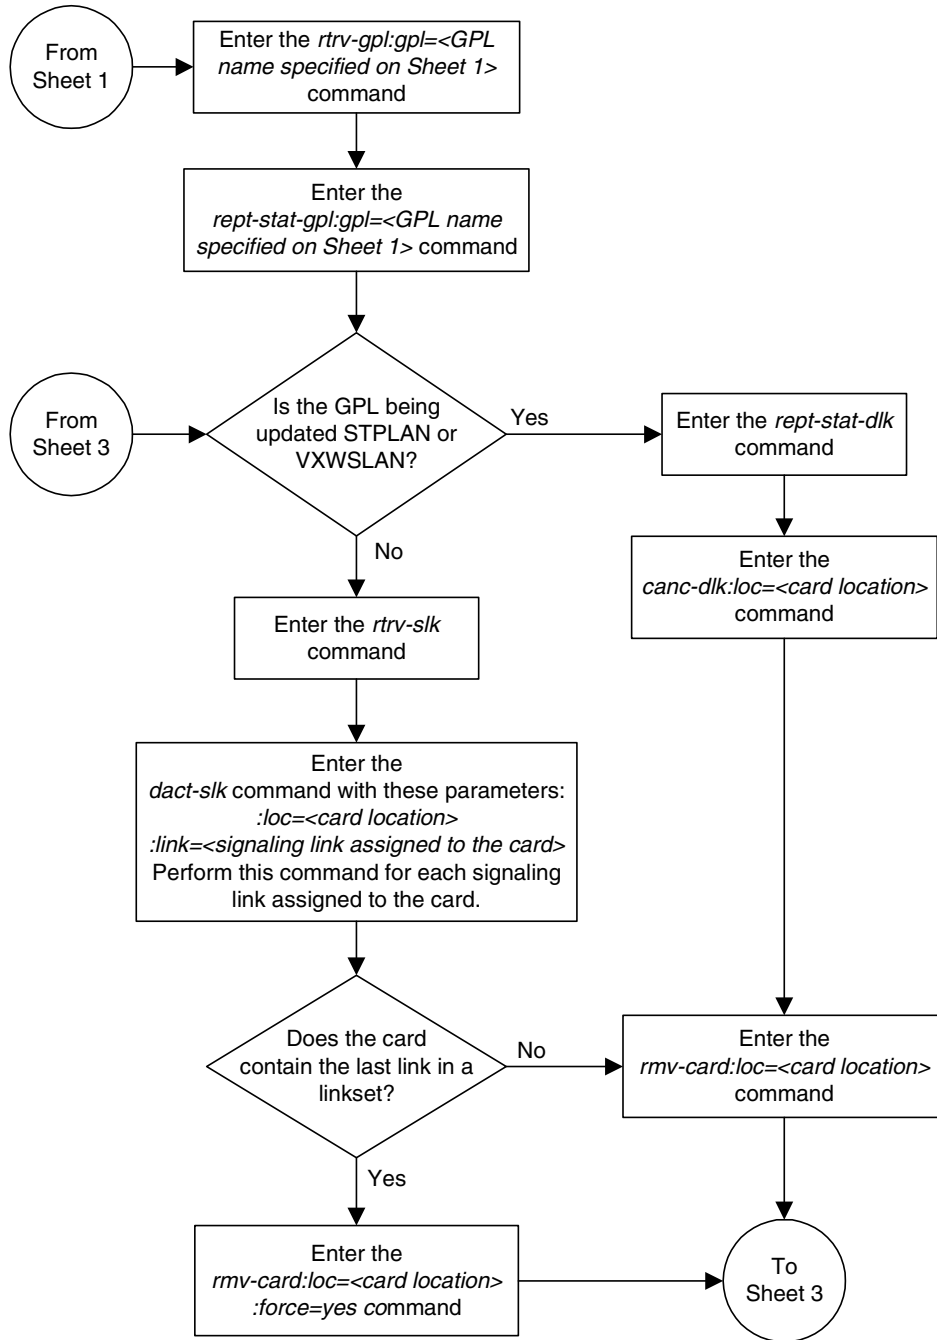 From
Sheet 1
Enter the rtrv-gpl:gpl=<GPL
name specified on Sheet 1>
command
Enter the
rept-stat-gpl:gpl=<GPL name
specified on Sheet 1> command
From
Sheet 3
Is the GPL being
updated STPLAN or
VXWSLAN?
Yes
Enter the rept-stat-dlk
command
No
Enter the
canc-dlk:loc=<card location>
command
Enter the rtrv-slk
command
Enter the
dact-slk command with these parameters:
:loc=<card location>
:link=<signaling link assigned to the card>
Perform this command for each signaling
link assigned to the card.
Does the card
contain the last link in a
linkset?
No
Enter the
rmv-card:loc=<card location>
command
Yes
Enter the
rmv-card:loc=<card location>
:force=yes command
To
Sheet 3